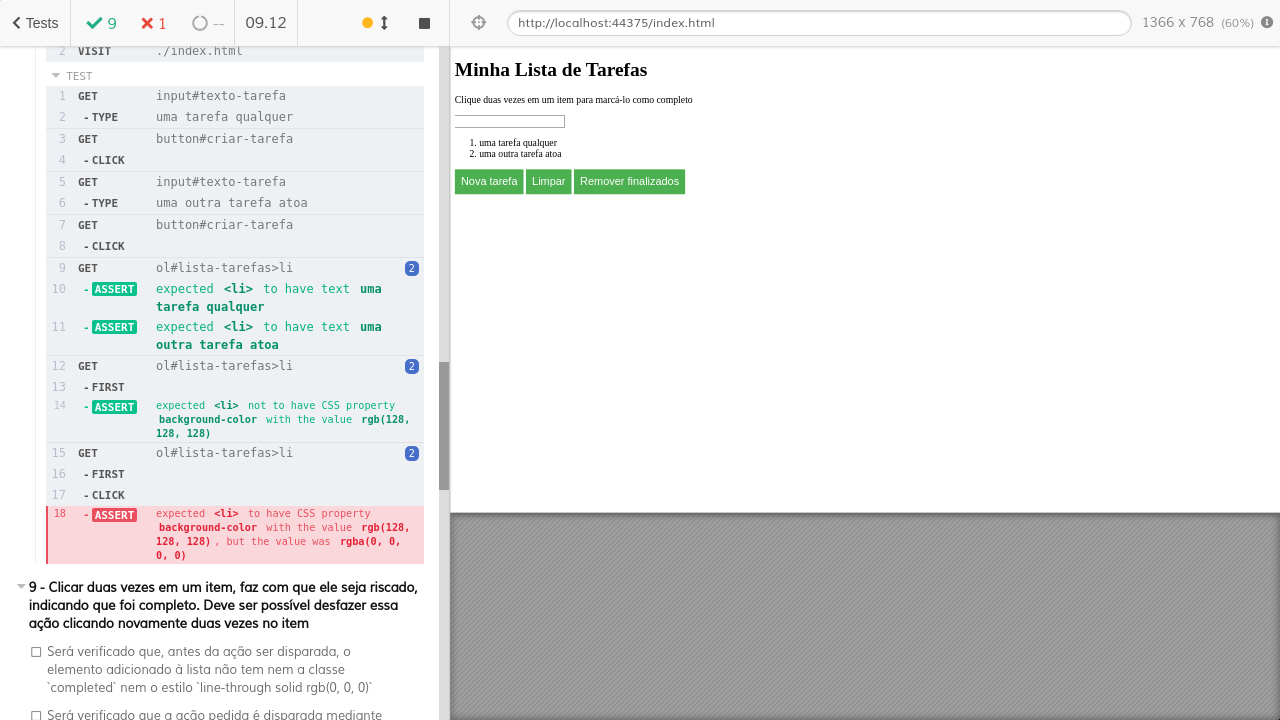 Tests
9
1
--
09.12
http://localhost:44375/index.html
1366 x 768 (60%)
2 VISIT ./index.html
TEST
1 GET input#texto-tarefa
2 -TYPE uma tarefa qualquer
3 GET button#criar-tarefa
4 -CLICK
5 GET input#texto-tarefa
6 -TYPE uma outra tarefa atoa
7 GET button#criar-tarefa
8 -CLICK
9 GET ol#lista-tarefas>li 2
10 -ASSERT expected <li> to have text uma
tarefa qualquer
11 -ASSERT expected <li> to have text uma
outra tarefa atoa
12 GET ol#lista-tarefas>li 2
13 -FIRST
14 -ASSERT expected <li> not to have CSS property
background-color with the value rgb(128,
128, 128)
15 GET ol#lista-tarefas>li 2
16 -FIRST
17 -CLICK
18 -ASSERT expected <li> to have CSS property
background-color with the value rgb(128,
128, 128), but the value was rgba(0, 0,
0, 0)
9 - Clicar duas vezes em um item, faz com que ele seja riscado,
indicando que foi completo. Deve ser possível desfazer essa
ação clicando novamente duas vezes no item
Será verificado que, antes da ação ser disparada, o
elemento adicionado à lista não tem nem a classe
`completed` nem o estilo `line-through solid rgb(0, 0, 0)`
Será verificado que a ação pedida é disparada mediante
Minha Lista de Tarefas
Clique duas vezes em um item para marcá-lo como completo
1. uma tarefa qualquer
2. uma outra tarefa atoa
Nova tarefa Limpar Remover finalizados